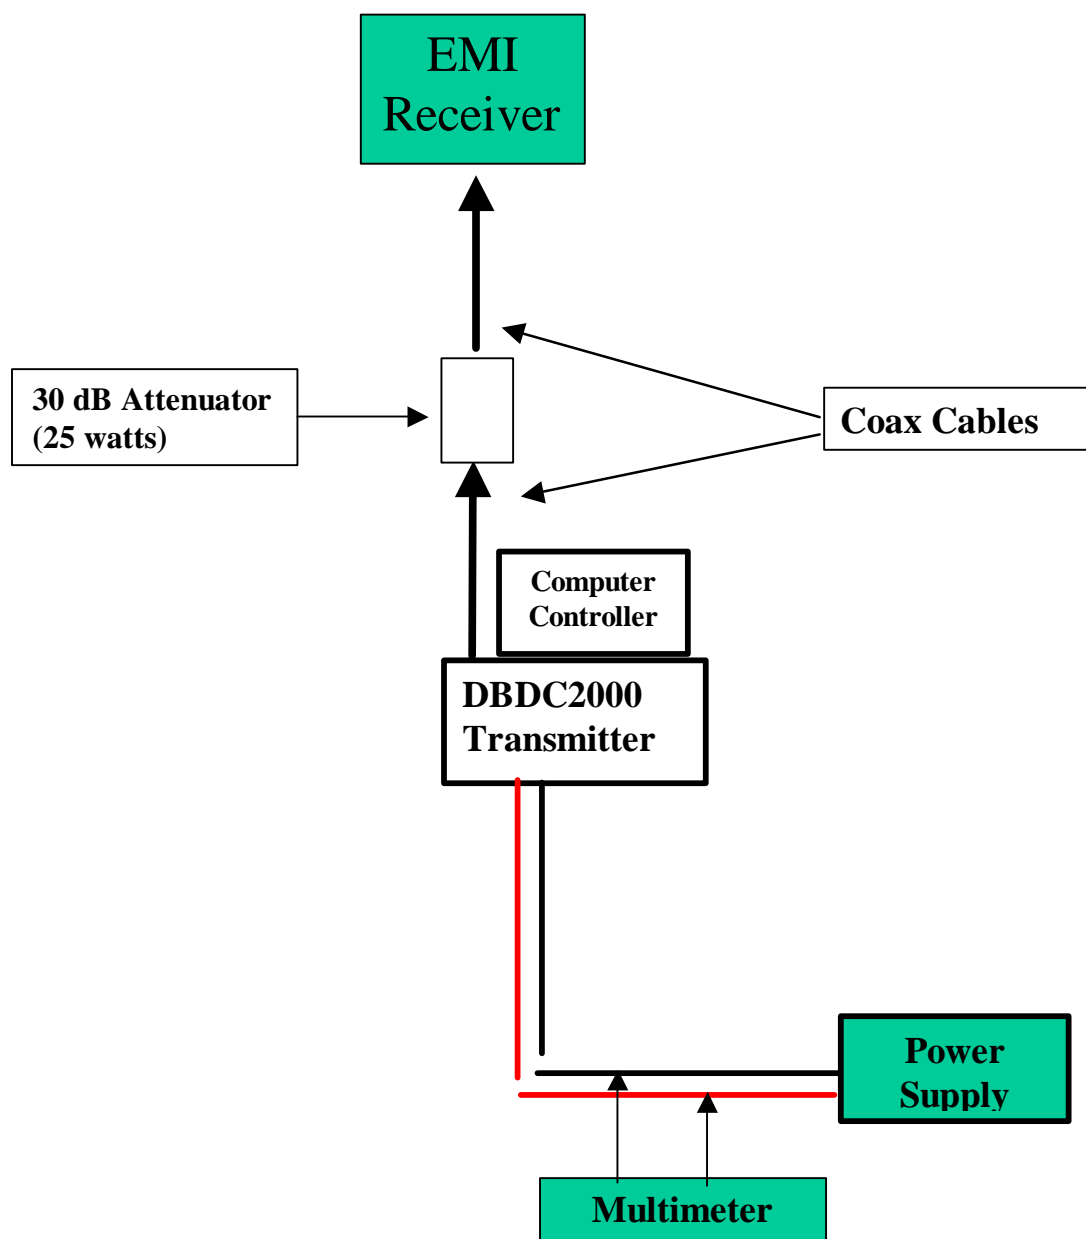 EMI
Receiver
30 dB Attenuator
(25 watts)
Coax Cables
Computer
Controller
DBDC2000
Transmitter
Power
Supply
Multimeter